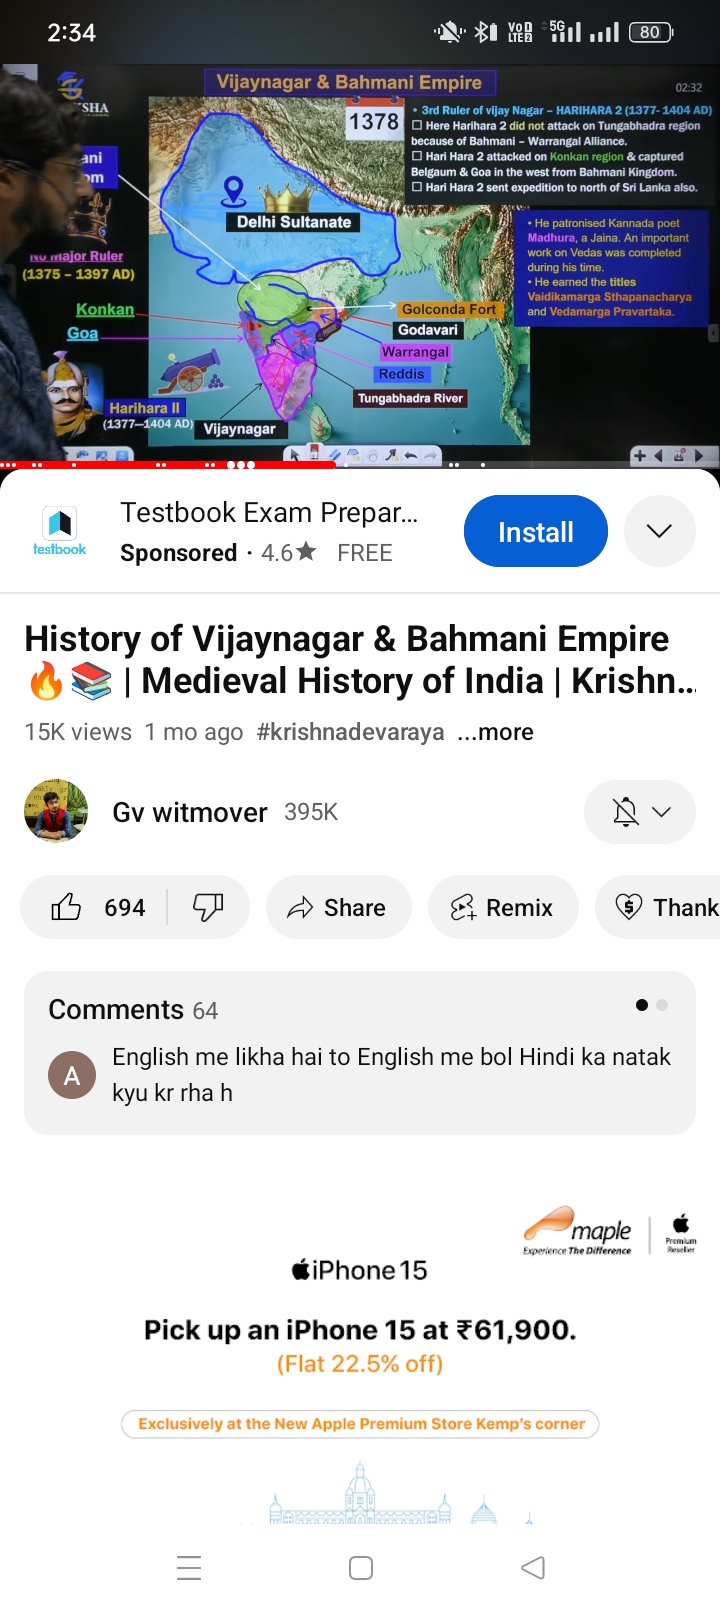 2:34
VoD LTE2
5G
80
Vijaynagar & Bahmani Empire
02:32
1378
• 3rd Ruler of vijay Nagar – HARIHARA 2 (1377- 1404 AD)
☐ Here Harihara 2 did not attack on Tungabhadra region
because of Bahmani – Warrangal Alliance.
☐ Hari Hara 2 attacked on Konkan region & captured
Belgaum & Goa in the west from Bahmani Kingdom.
☐ Hari Hara 2 sent expedition to north of Sri Lanka also.
Delhi Sultanate
• He patronised Kannada poet
Madhura, a Jaina. An important
work on Vedas was completed
during his time.
• He earned the titles
Vaidikamarga Sthapanacharya
and Vedamarga Pravartaka.
No Major Ruler
(1375 – 1397 AD)
Konkan
Goa
Golconda Fort
Godavari
Warrangal
Reddis
Tungabhadra River
Harihara II
(1377–1404 AD)
Vijaynagar
testbook
Testbook Exam Prepar...
Sponsored · 4.6★ FREE
Install
History of Vijaynagar & Bahmani Empire
🔥📚 | Medieval History of India | Krishn...
15K views 1 mo ago #krishnadevaraya ...more
Gv witmover 395K
694
Share
Remix
Thank
Comments 64
A
English me likha hai to English me bol Hindi ka natak
kyu kr rha h
maple
Experience The Difference
Premium
Reseller
iPhone 15
Pick up an iPhone 15 at ₹61,900.
(Flat 22.5% off)
Exclusively at the New Apple Premium Store Kemp's corner